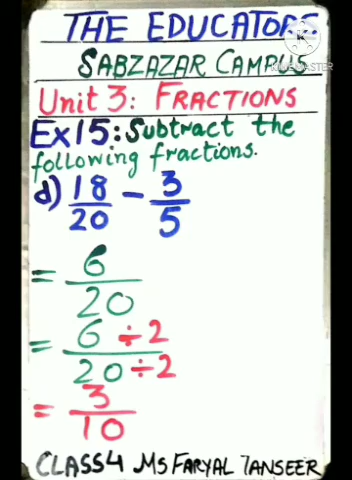 THE EDUCATORS
SABZAZAR CAMPUS
Unit 3: FRACTIONS
Ex15: Subtract the
following fractions.
d) 18/20 - 3/5
= 6/20
= 6 ÷ 2 / 20 ÷ 2
= 3/10
CLASS4 MS FARYAL TANSEER